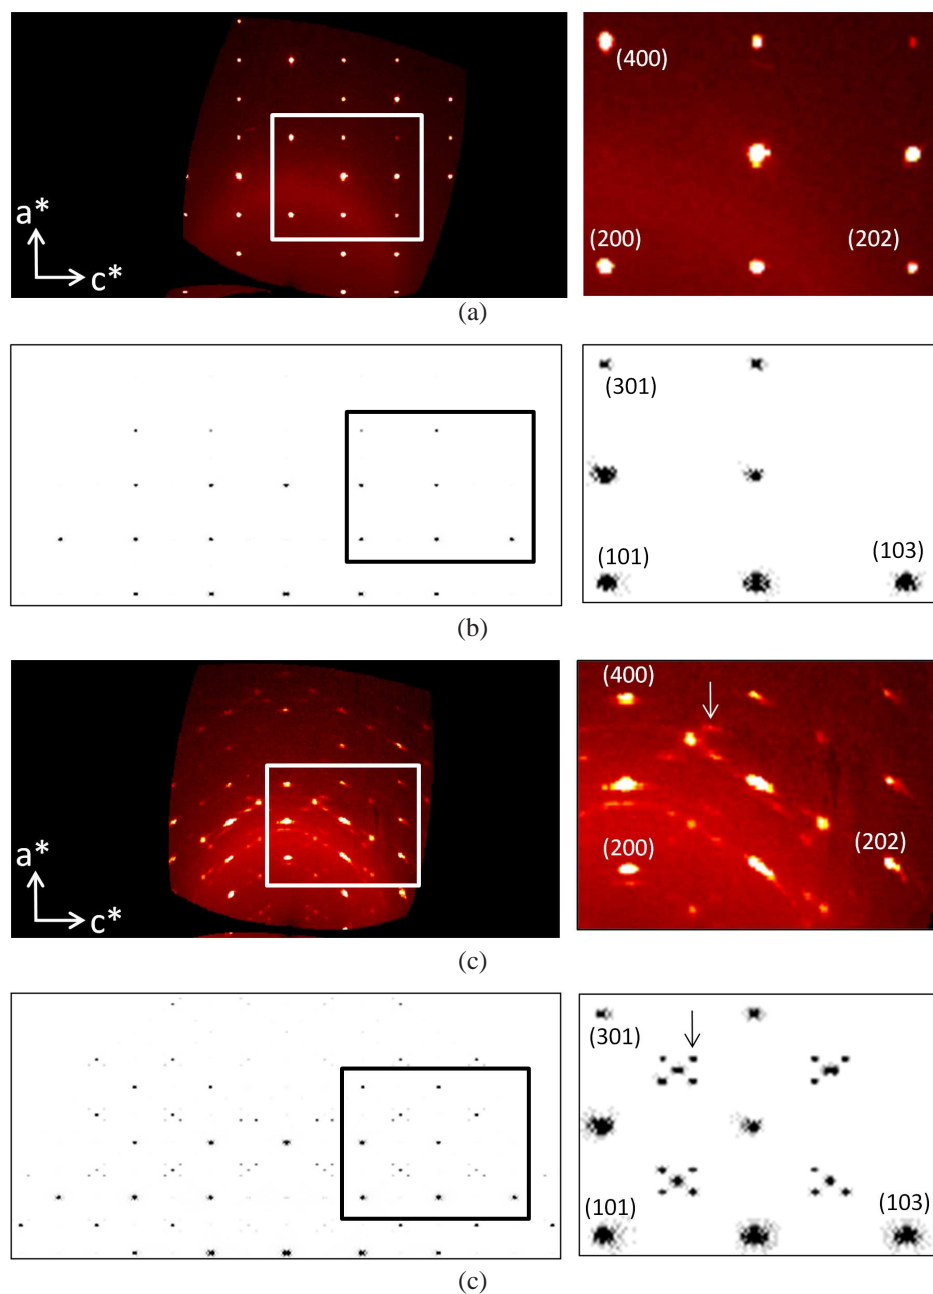 (400)
(200)
(202)
a*
c*
(a)
(301)
(101)
(103)
(b)
(400)
(200)
(202)
a*
c*
(c)
(301)
(101)
(103)
(c)